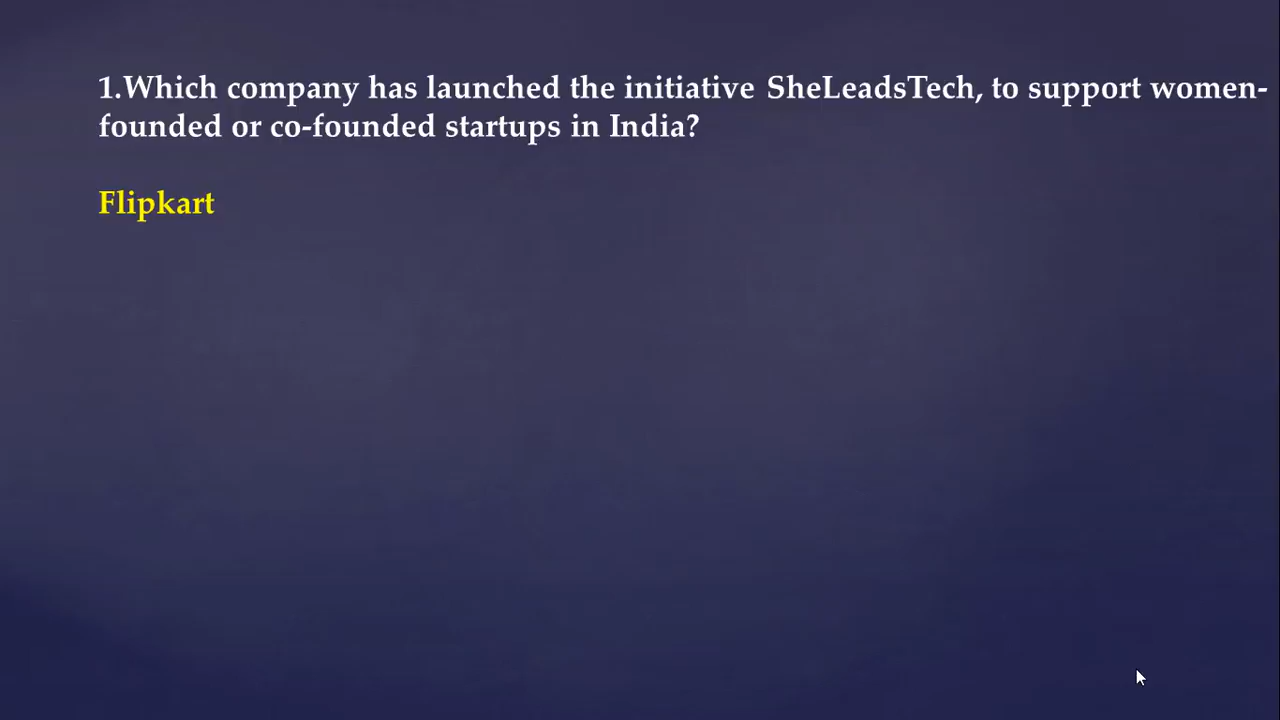 1.Which company has launched the initiative SheLeadsTech, to support women-
founded or co-founded startups in India?
Flipkart